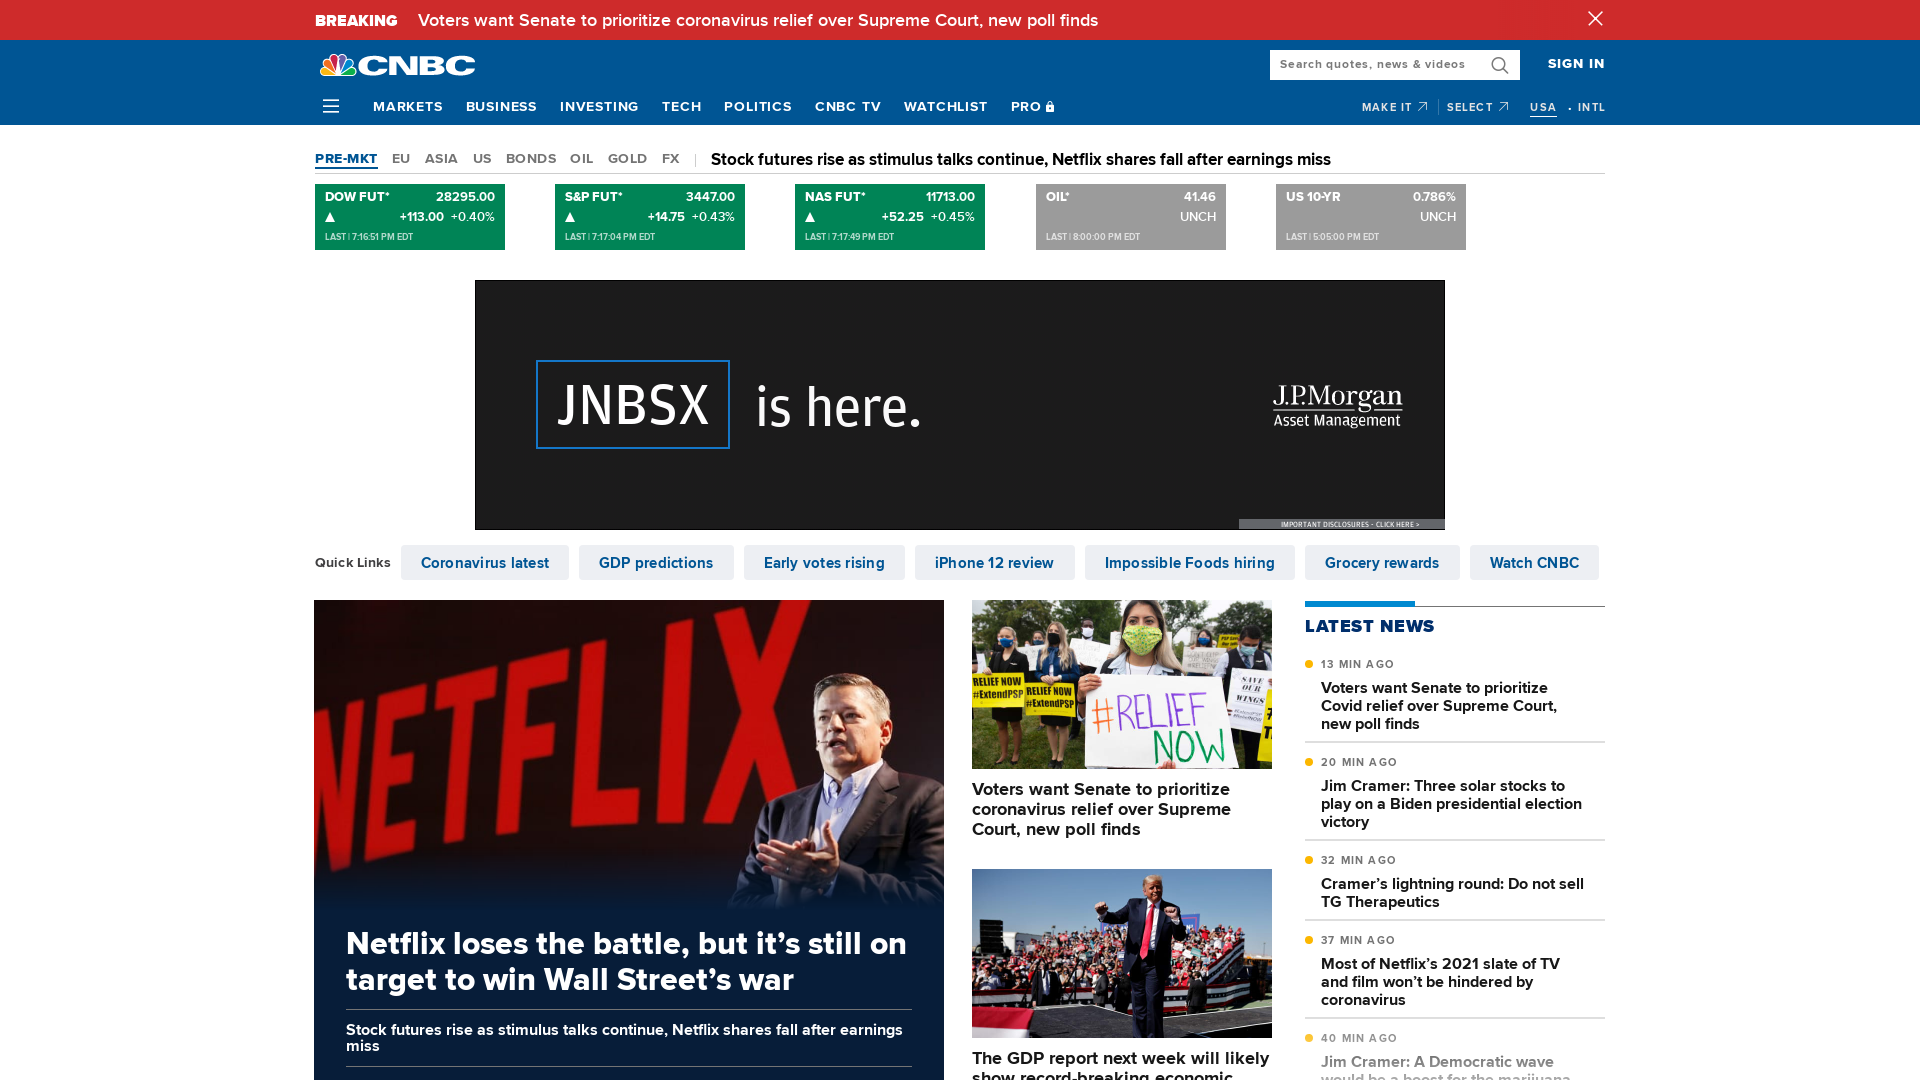 BREAKING Voters want Senate to prioritize coronavirus relief over Supreme Court, new poll finds
CNBC
Search quotes, news & videos
SIGN IN
MARKETS BUSINESS INVESTING TECH POLITICS CNBC TV WATCHLIST PRO
MAKE IT SELECT USA • INTL
PRE-MKT EU ASIA US BONDS OIL GOLD FX
Stock futures rise as stimulus talks continue, Netflix shares fall after earnings miss
DOW FUT* 28295.00
+113.00 +0.40%
LAST | 7:16:51 PM EDT
S&P FUT* 3447.00
+14.75 +0.43%
LAST | 7:17:04 PM EDT
NAS FUT* 11713.00
+52.25 +0.45%
LAST | 7:17:49 PM EDT
OIL* 41.46
UNCH
LAST | 8:00:00 PM EDT
US 10-YR 0.786%
UNCH
LAST | 5:05:00 PM EDT
JNBSX is here.
J.P.Morgan
Asset Management
IMPORTANT DISCLOSURES - CLICK HERE >
Quick Links Coronavirus latest GDP predictions Early votes rising iPhone 12 review Impossible Foods hiring Grocery rewards Watch CNBC
NETFLIX
Netflix loses the battle, but it’s still on
target to win Wall Street’s war
Stock futures rise as stimulus talks continue, Netflix shares fall after earnings
miss
RELIEF NOW
#ExtendPSP
RELIEF NOW
#ExtendPSP
#RELIEF
NOW
SAVE
OUR
WINGS
Voters want Senate to prioritize
coronavirus relief over Supreme
Court, new poll finds
The GDP report next week will likely
show record-breaking economic
LATEST NEWS
13 MIN AGO
Voters want Senate to prioritize
Covid relief over Supreme Court,
new poll finds
20 MIN AGO
Jim Cramer: Three solar stocks to
play on a Biden presidential election
victory
32 MIN AGO
Cramer’s lightning round: Do not sell
TG Therapeutics
37 MIN AGO
Most of Netflix’s 2021 slate of TV
and film won’t be hindered by
coronavirus
40 MIN AGO
Jim Cramer: A Democratic wave
would be a boost for the marijuana